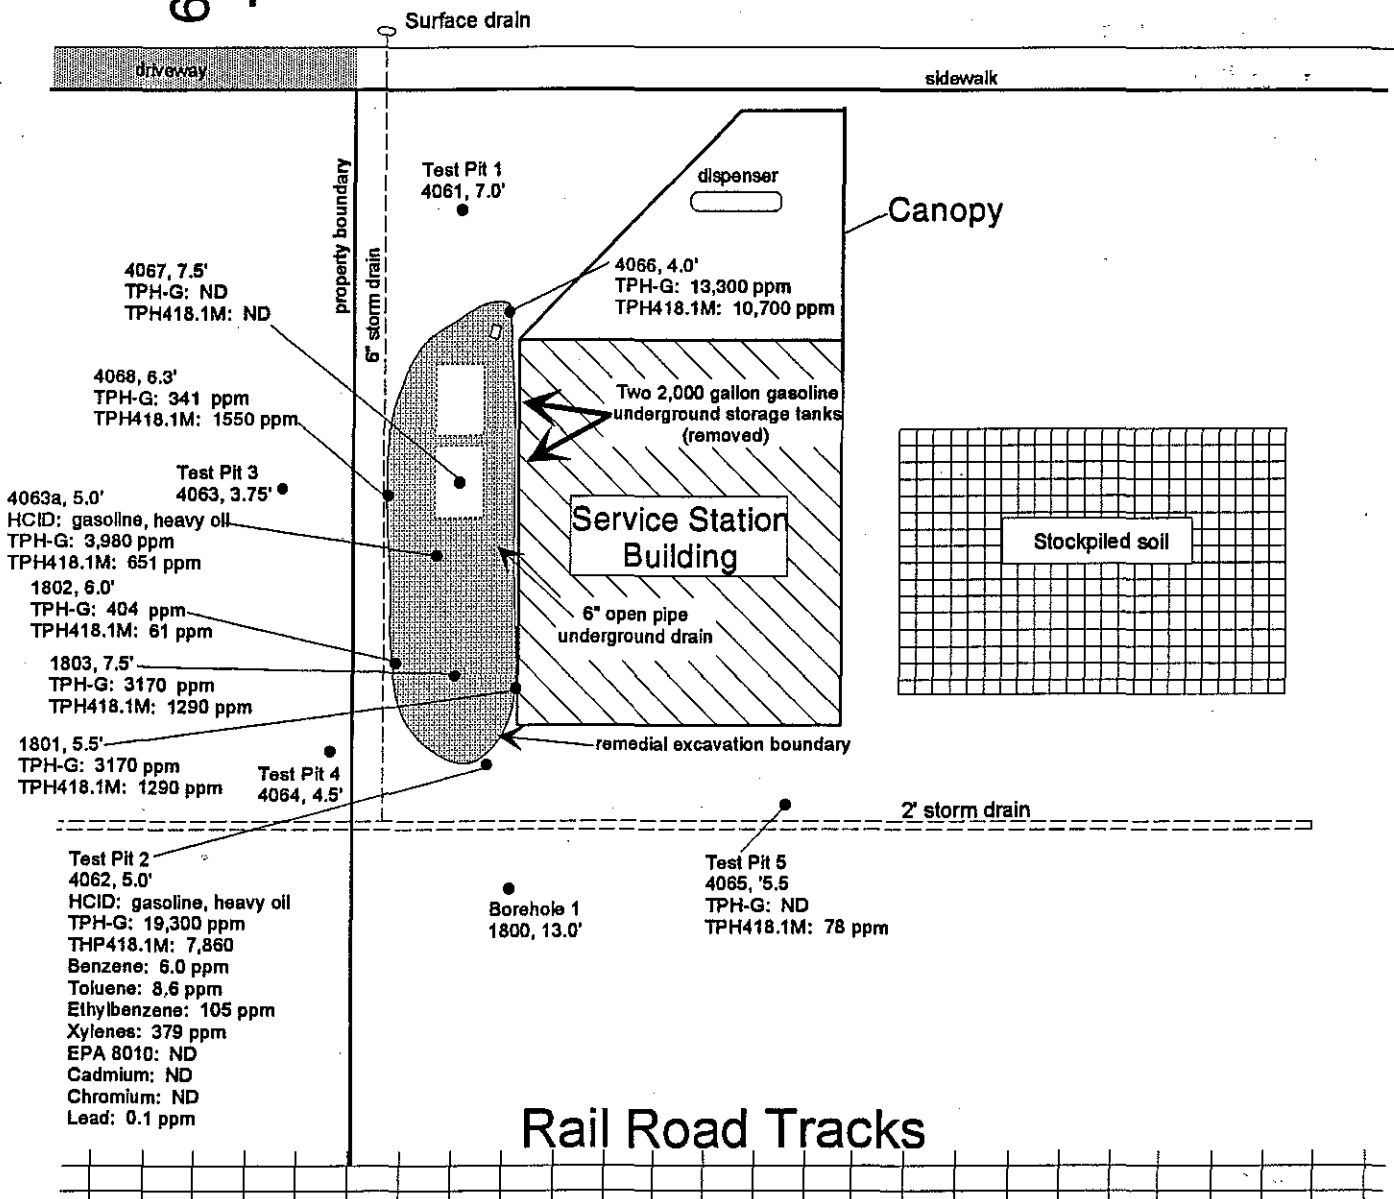 6
Surface drain
driveway
sidewalk
property boundary
6" storm drain
Test Pit 1
4061, 7.0'
dispenser
Canopy
4067, 7.5'
TPH-G: ND
TPH418.1M: ND
4066, 4.0'
TPH-G: 13,300 ppm
TPH418.1M: 10,700 ppm
4068, 6.3'
TPH-G: 341 ppm
TPH418.1M: 1550 ppm
Two 2,000 gallon gasoline
underground storage tanks
(removed)
Test Pit 3
4063, 3.75'
4063a, 5.0'
HCID: gasoline, heavy oil
TPH-G: 3,980 ppm
TPH418.1M: 651 ppm
Service Station
Building
Stockpiled soil
1802, 6.0'
TPH-G: 404 ppm
TPH418.1M: 61 ppm
6" open pipe
underground drain
1803, 7.5'
TPH-G: 3170 ppm
TPH418.1M: 1290 ppm
1801, 5.5'
TPH-G: 3170 ppm
TPH418.1M: 1290 ppm
remedial excavation boundary
Test Pit 4
4064, 4.5'
2' storm drain
Test Pit 2
4062, 5.0'
HCID: gasoline, heavy oil
TPH-G: 19,300 ppm
THP418.1M: 7,860
Benzene: 6.0 ppm
Toluene: 8.6 ppm
Ethylbenzene: 105 ppm
Xylenes: 379 ppm
EPA 8010: ND
Cadmium: ND
Chromium: ND
Lead: 0.1 ppm
Borehole 1
1800, 13.0'
Test Pit 5
4065, '5.5
TPH-G: ND
TPH418.1M: 78 ppm
Rail Road Tracks